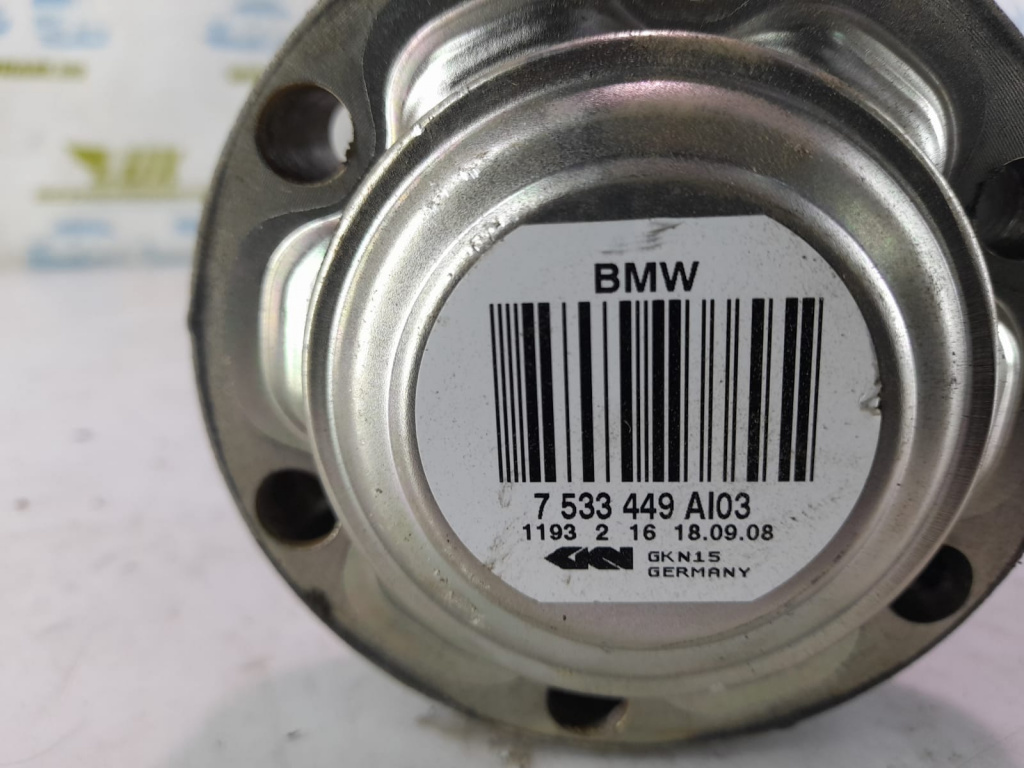 BMW
7 533 449 AI03
1193 2 16 18.09.08
GKN GKN15
GERMANY